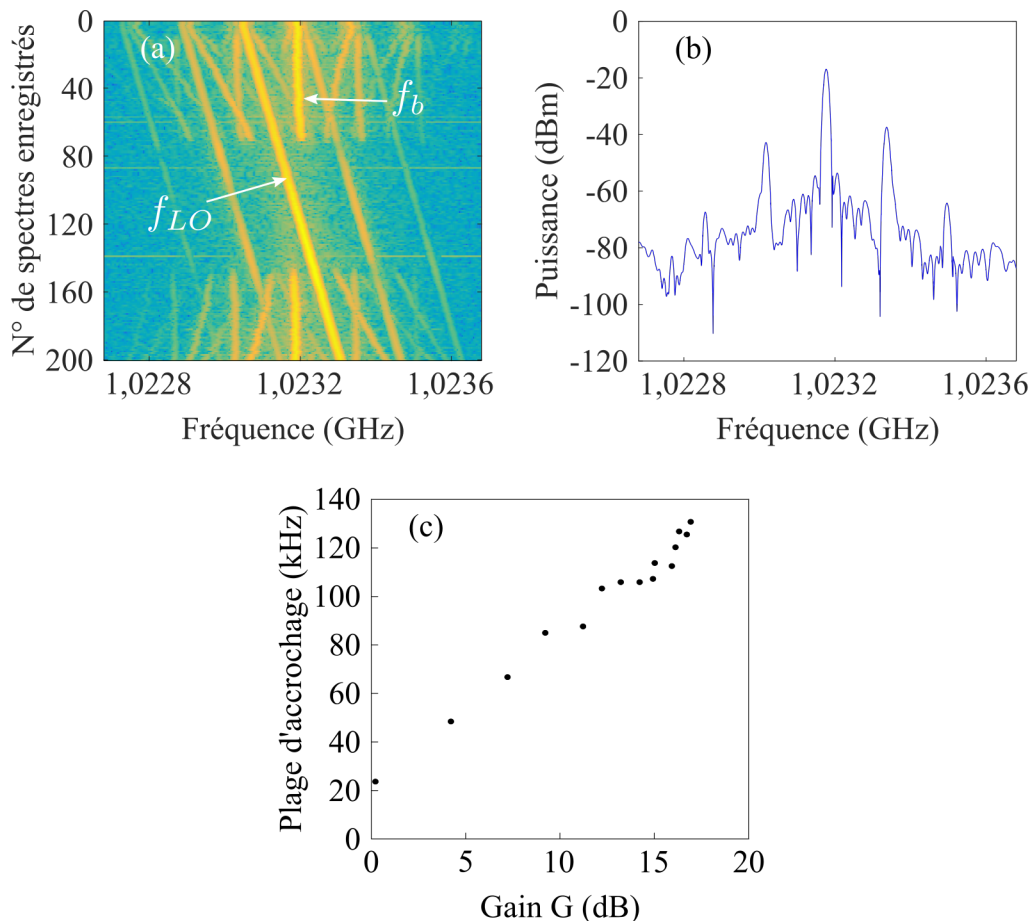 (a)
f_b
f_LO
N° de spectres enregistrés
0
40
80
120
160
200
1,0228
1,0232
1,0236
Fréquence (GHz)
(b)
Puissance (dBm)
0
-20
-40
-60
-80
-100
-120
1,0228
1,0232
1,0236
Fréquence (GHz)
(c)
Plage d'accrochage (kHz)
140
120
100
80
60
40
20
0
0
5
10
15
20
Gain G (dB)